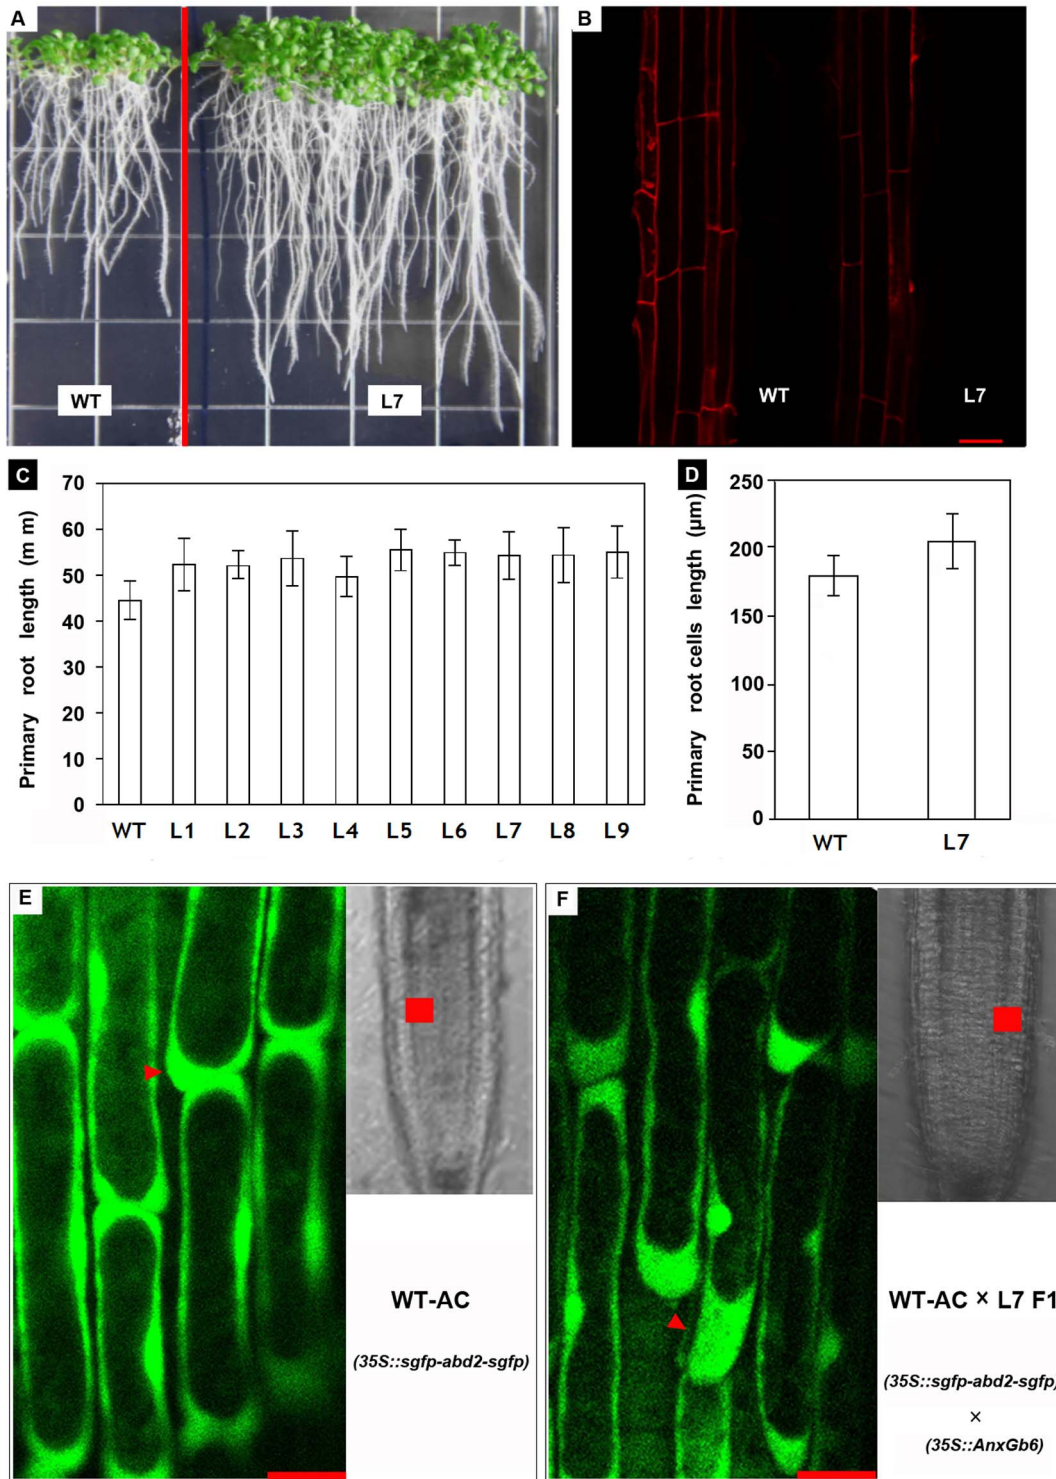 A
B
WT
L7
WT
L7
C
Primary root length (m m)
70
60
50
40
30
20
10
0
WT L1 L2 L3 L4 L5 L6 L7 L8 L9
D
Primary root cells length (µm)
250
200
150
100
50
0
WT L7
E
WT-AC
(35S::sgfp-abd2-sgfp)
F
WT-AC × L7 F1
(35S::sgfp-abd2-sgfp)
×
(35S::AnxGb6)